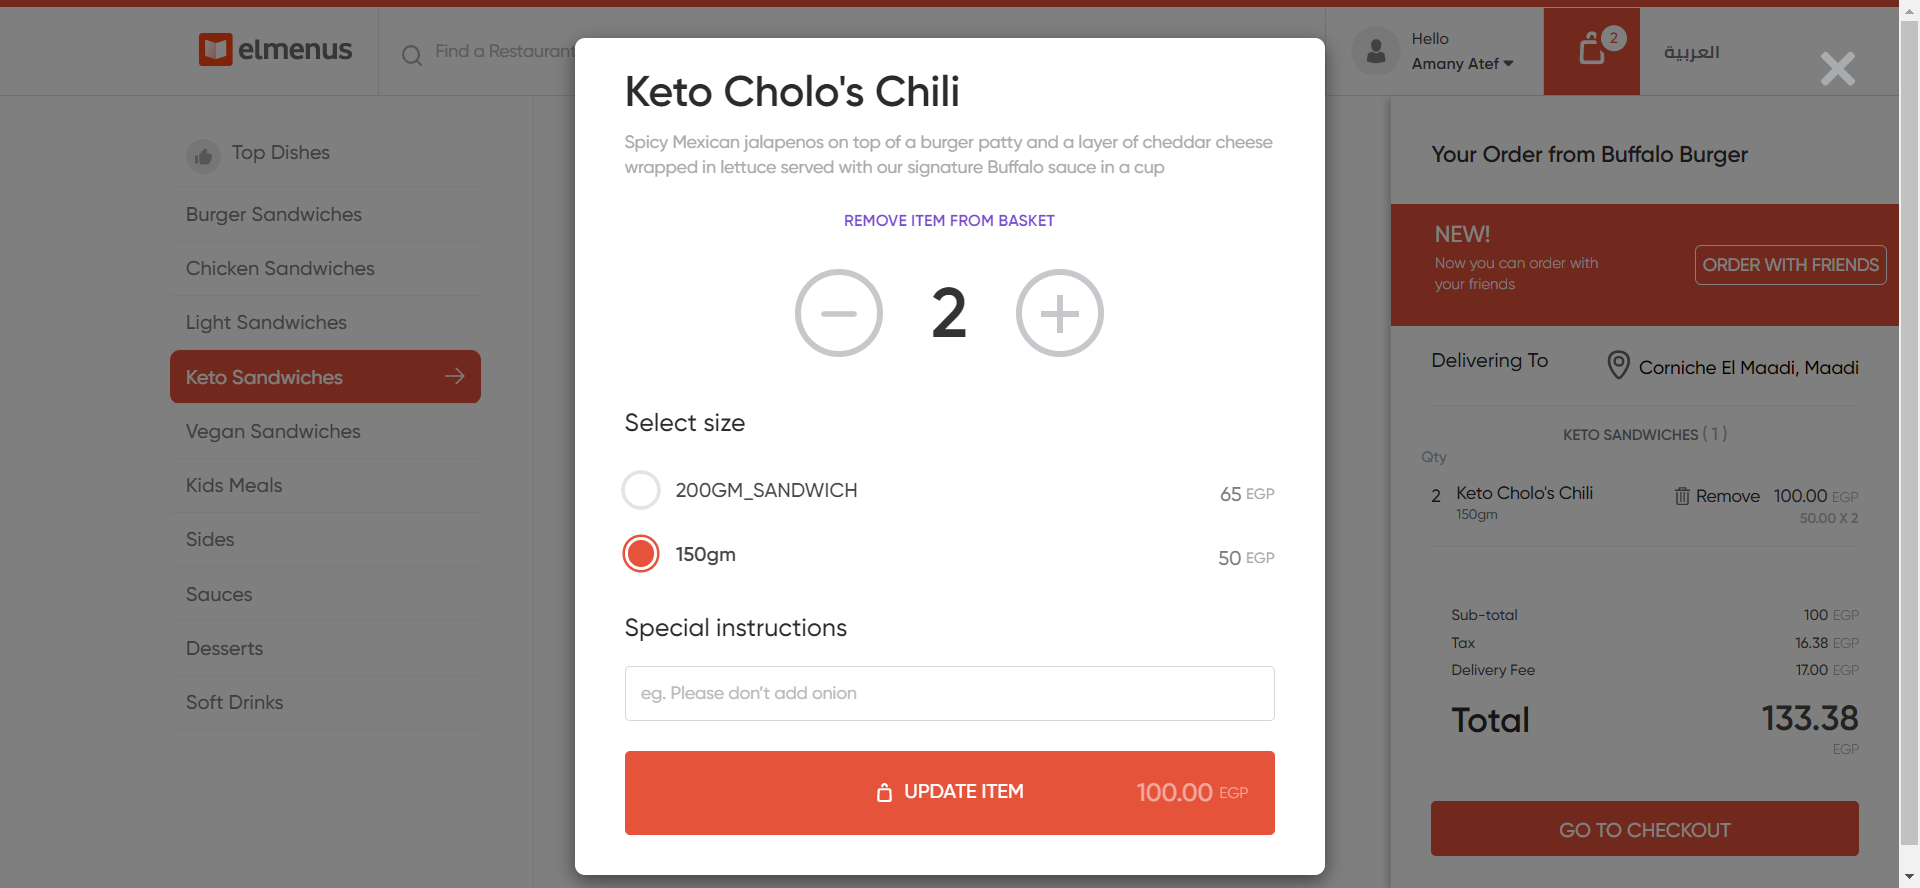 elmenus
Find a Restaurant
Hello
Amany Atef
2
العربية
Top Dishes
Burger Sandwiches
Chicken Sandwiches
Light Sandwiches
Keto Sandwiches
Vegan Sandwiches
Kids Meals
Sides
Sauces
Desserts
Soft Drinks
Keto Cholo's Chili
Spicy Mexican jalapenos on top of a burger patty and a layer of cheddar cheese
wrapped in lettuce served with our signature Buffalo sauce in a cup
REMOVE ITEM FROM BASKET
2
Select size
200GM_SANDWICH 65 EGP
150gm 50 EGP
Special instructions
eg. Please don't add onion
UPDATE ITEM 100.00 EGP
Your Order from Buffalo Burger
NEW!
Now you can order with
your friends
ORDER WITH FRIENDS
Delivering To Corniche El Maadi, Maadi
KETO SANDWICHES ( 1 )
Qty
2 Keto Cholo's Chili Remove 100.00 EGP
150gm 50.00 X 2
Sub-total 100 EGP
Tax 16.38 EGP
Delivery Fee 17.00 EGP
Total 133.38
EGP
GO TO CHECKOUT